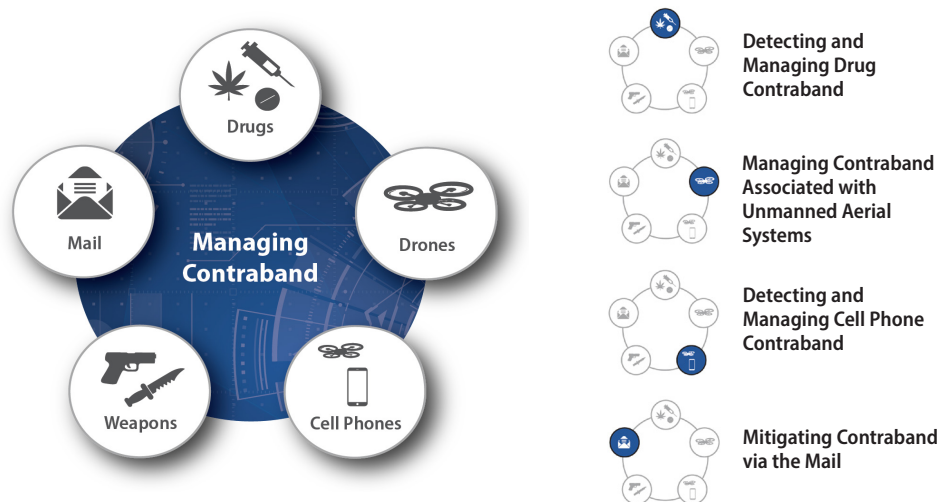 Drugs
Mail
Drones
Managing
Contraband
Weapons
Cell Phones
Detecting and
Managing Drug
Contraband
Managing Contraband
Associated with
Unmanned Aerial
Systems
Detecting and
Managing Cell Phone
Contraband
Mitigating Contraband
via the Mail